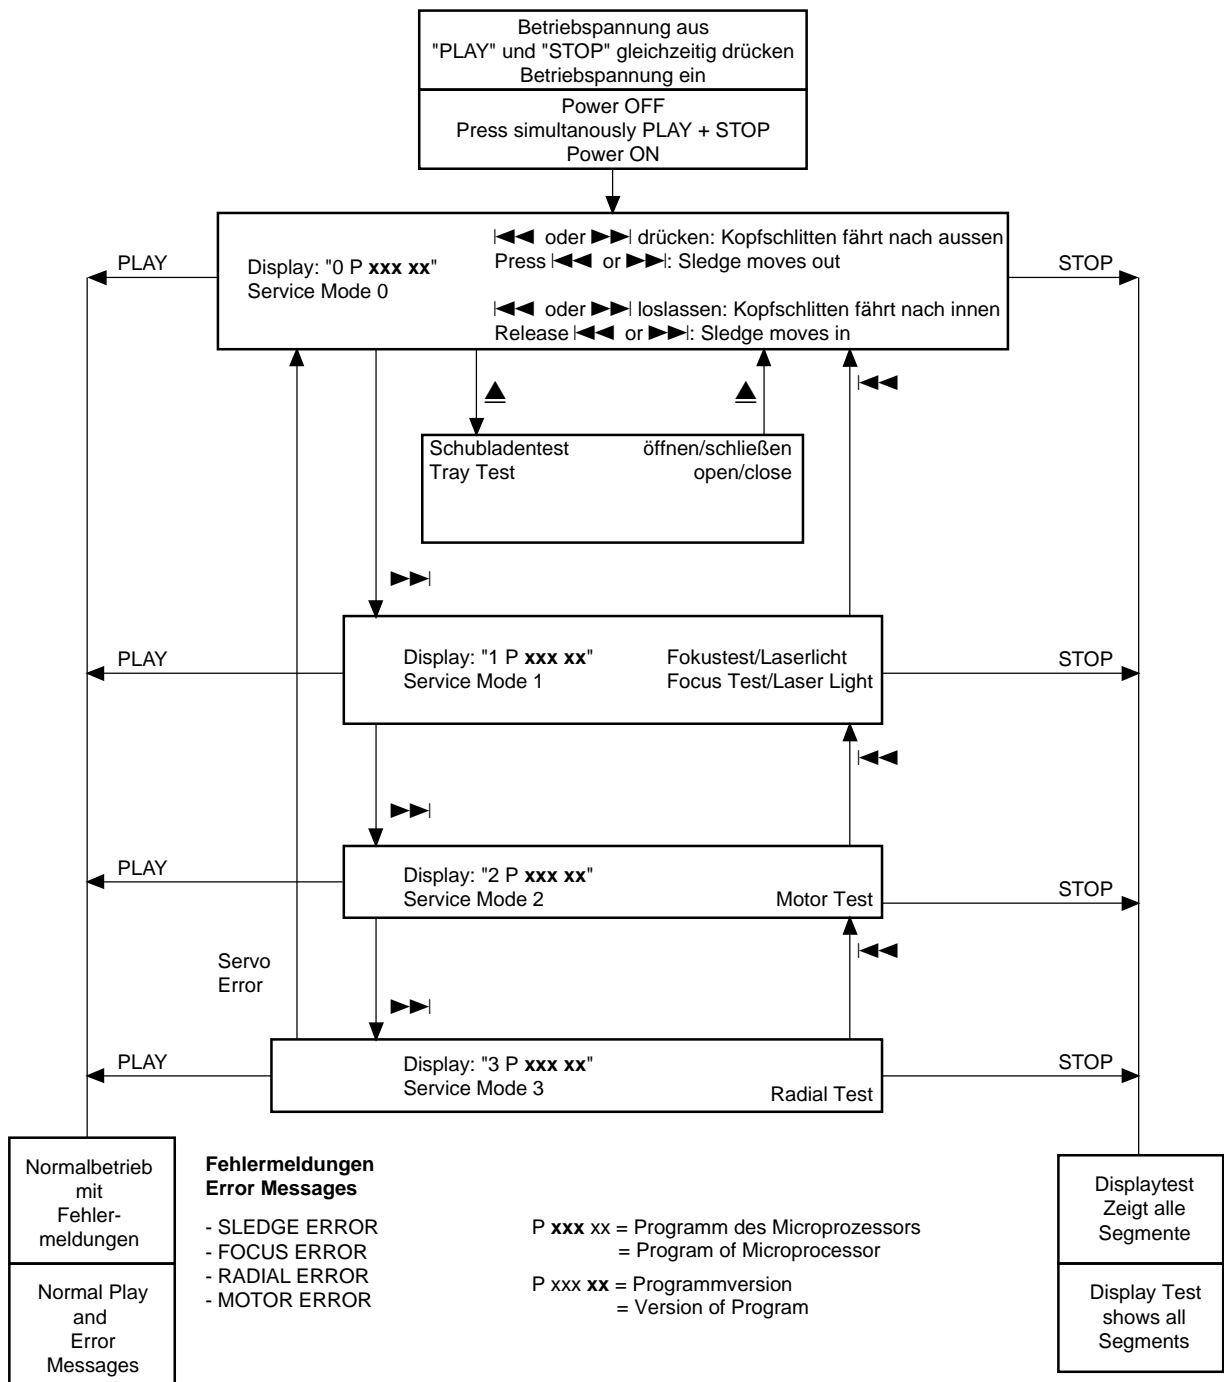 Betriebspannung aus
"PLAY" und "STOP" gleichzeitig drücken
Betriebspannung ein
Power OFF
Press simultanously PLAY + STOP
Power ON
PLAY
Display: "0 P xxx xx"
Service Mode 0
|◀◀ oder ▶▶| drücken: Kopfschlitten fährt nach aussen
Press |◀◀ or ▶▶|: Sledge moves out
|◀◀ oder ▶▶| loslassen: Kopfschlitten fährt nach innen
Release |◀◀ or ▶▶|: Sledge moves in
STOP
Schubladentest öffnen/schließen
Tray Test open/close
PLAY
Display: "1 P xxx xx" Fokustest/Laserlicht
Service Mode 1 Focus Test/Laser Light
STOP
PLAY
Display: "2 P xxx xx"
Service Mode 2 Motor Test
STOP
Servo
Error
PLAY
Display: "3 P xxx xx"
Service Mode 3 Radial Test
STOP
Normalbetrieb
mit
Fehler-
meldungen
Normal Play
and
Error
Messages
Fehlermeldungen
Error Messages
- SLEDGE ERROR
- FOCUS ERROR
- RADIAL ERROR
- MOTOR ERROR
P xxx xx = Programm des Microprozessors
= Program of Microprocessor
P xxx xx = Programmversion
= Version of Program
Displaytest
Zeigt alle
Segmente
Display Test
shows all
Segments